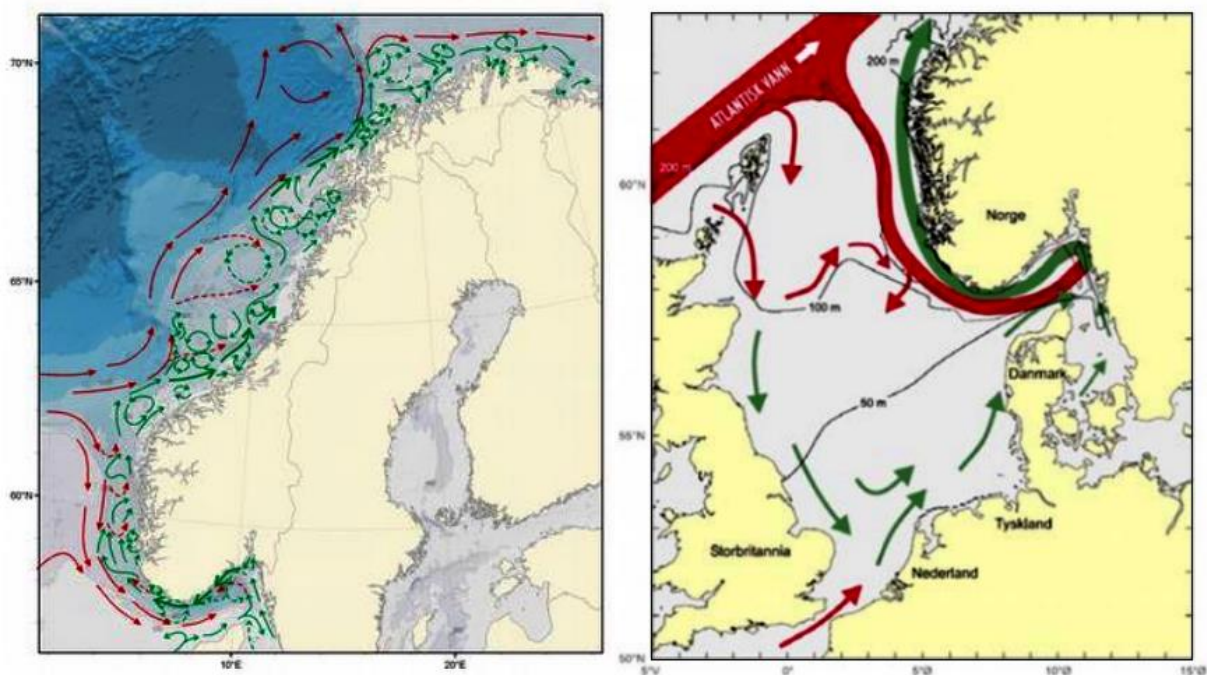 70°N
65°N
60°N
10°E
20°E
ATLANTISK VANN
200 m
200 m
60°N
Norge
100 m
Danmark
50 m
55°N
Storbritannia
Tyskland
Nederland
50°N
5°V
0°
5°Ø
10°Ø
15°Ø